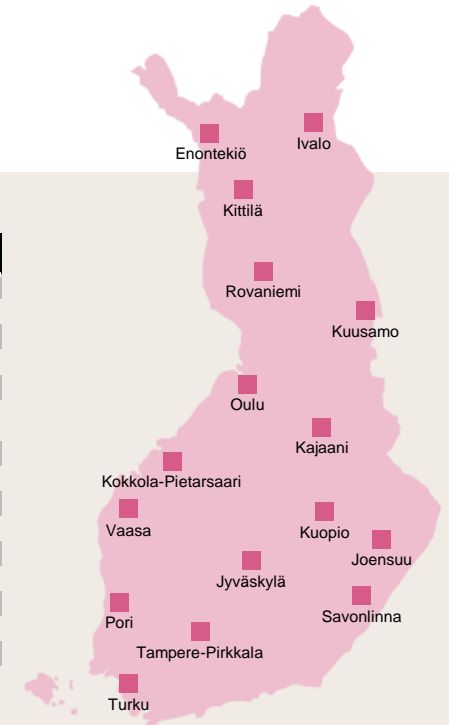 Ivalo
Enontekiö
Kittilä
Rovaniemi
Kuusamo
Oulu
Kajaani
Kokkola-Pietarsaari
Vaasa
Kuopio
Joensuu
Jyväskylä
Savonlinna
Pori
Tampere-Pirkkala
Turku